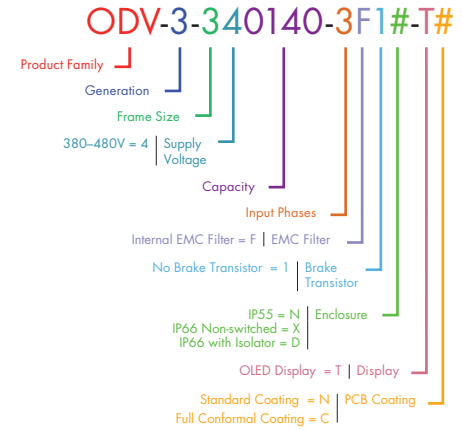 ODV-3-340140-3F1#-T#
Product Family
Generation
Frame Size
380–480V = 4 | Supply
Voltage
Capacity
Input Phases
Internal EMC Filter = F | EMC Filter
No Brake Transistor = 1 | Brake
Transistor
IP55 = N | Enclosure
IP66 Non-switched = X
IP66 with Isolator = D
OLED Display = T | Display
Standard Coating = N | PCB Coating
Full Conformal Coating = C